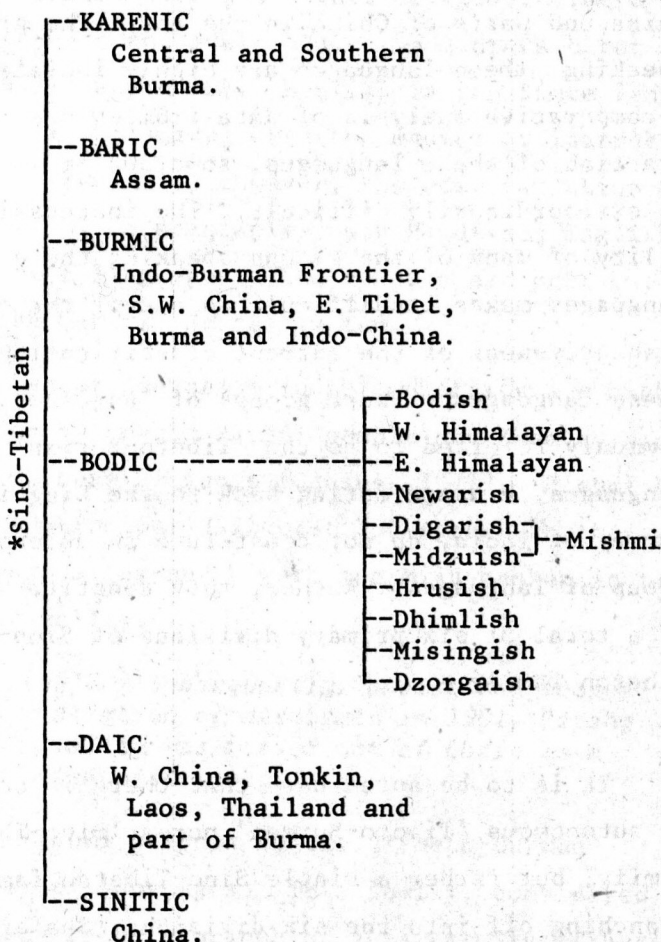 *Sino-Tibetan
KARENIC
Central and Southern
Burma.
BARIC
Assam.
BURMIC
Indo-Burman Frontier,
S.W. China, E. Tibet,
Burma and Indo-China.
BODIC
Bodish
W. Himalayan
E. Himalayan
Newarish
Digarish
Midzuish
Mishmi
Hrusish
Dhimlish
Misingish
Dzorgaish
DAIC
W. China, Tonkin,
Laos, Thailand and
part of Burma.
SINITIC
China.